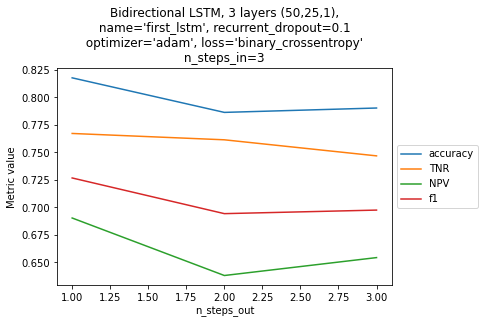 Bidirectional LSTM, 3 layers (50,25,1),
name='first_lstm', recurrent_dropout=0.1
optimizer='adam', loss='binary_crossentropy'
n_steps_in=3
0.825
0.800
0.775
0.750
0.725
0.700
0.675
0.650
Metric value
1.00 1.25 1.50 1.75 2.00 2.25 2.50 2.75 3.00
n_steps_out
accuracy
TNR
NPV
f1